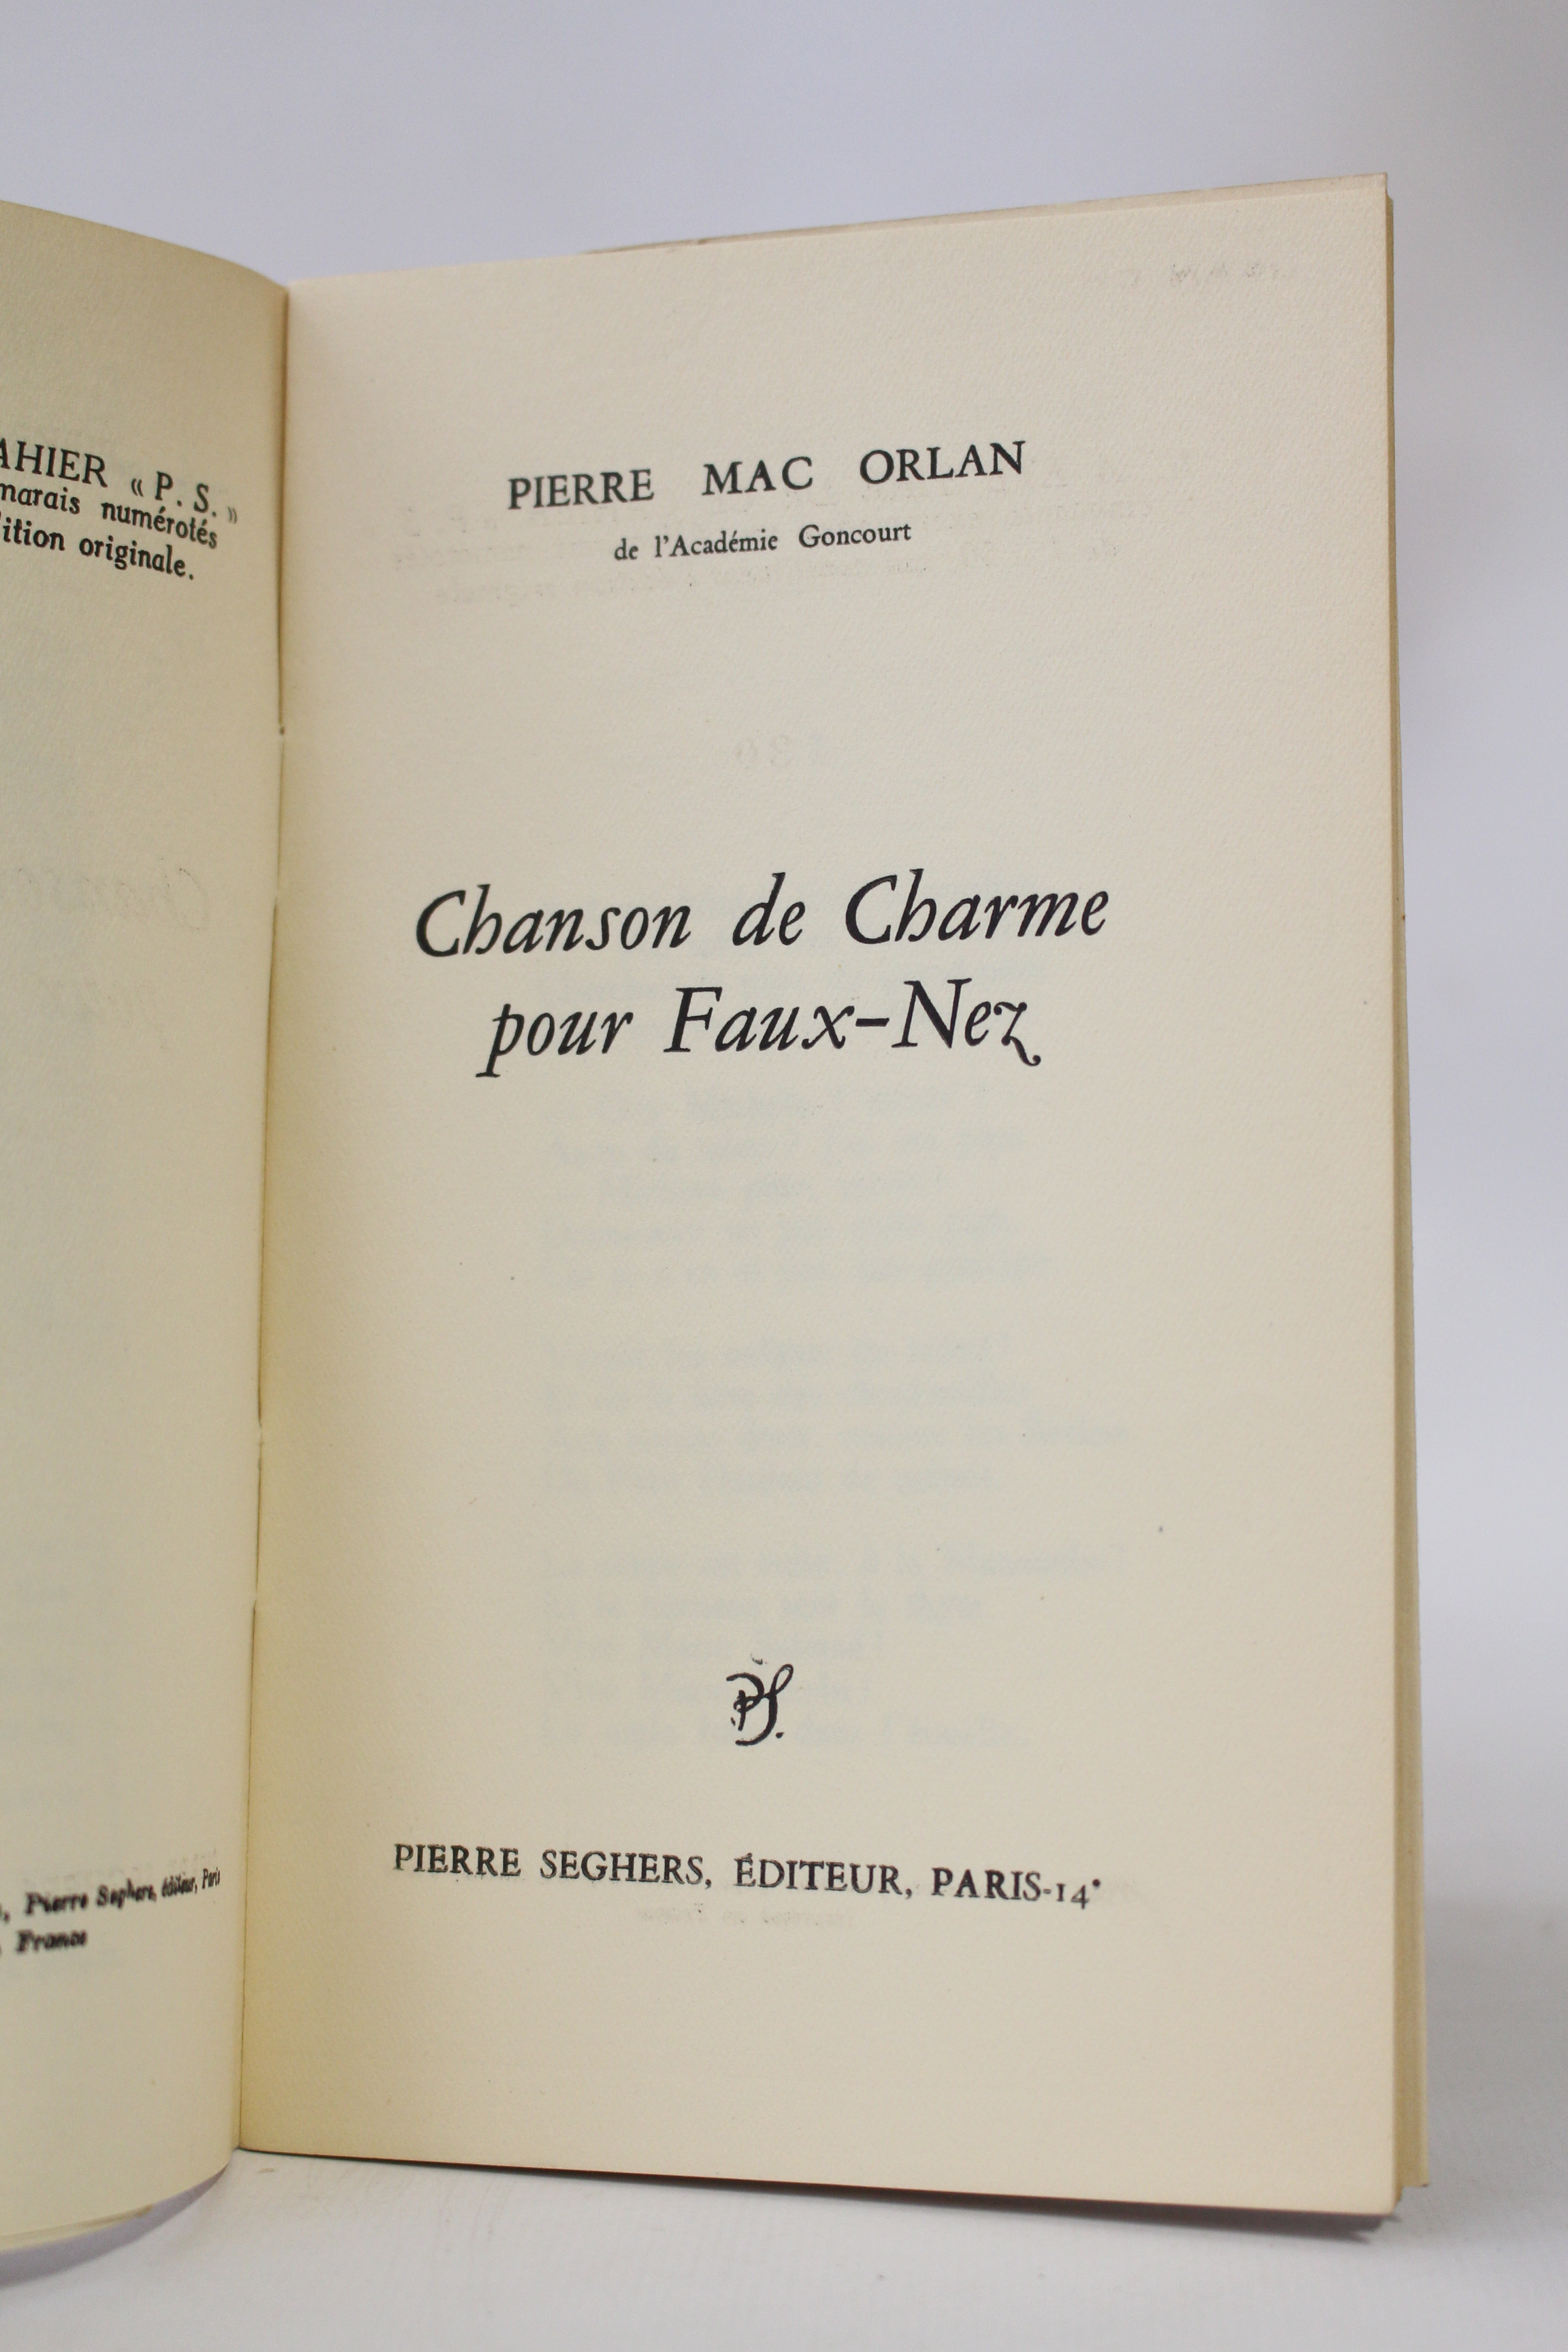 AHIER « P. S. »
marais numérotés
ition originale.
, Pierre Seghers, éditeur, Paris
France
PIERRE MAC ORLAN
de l'Académie Goncourt
Chanson de Charme
pour Faux-Nez
PS.
PIERRE SEGHERS, ÉDITEUR, PARIS-14ᵉ